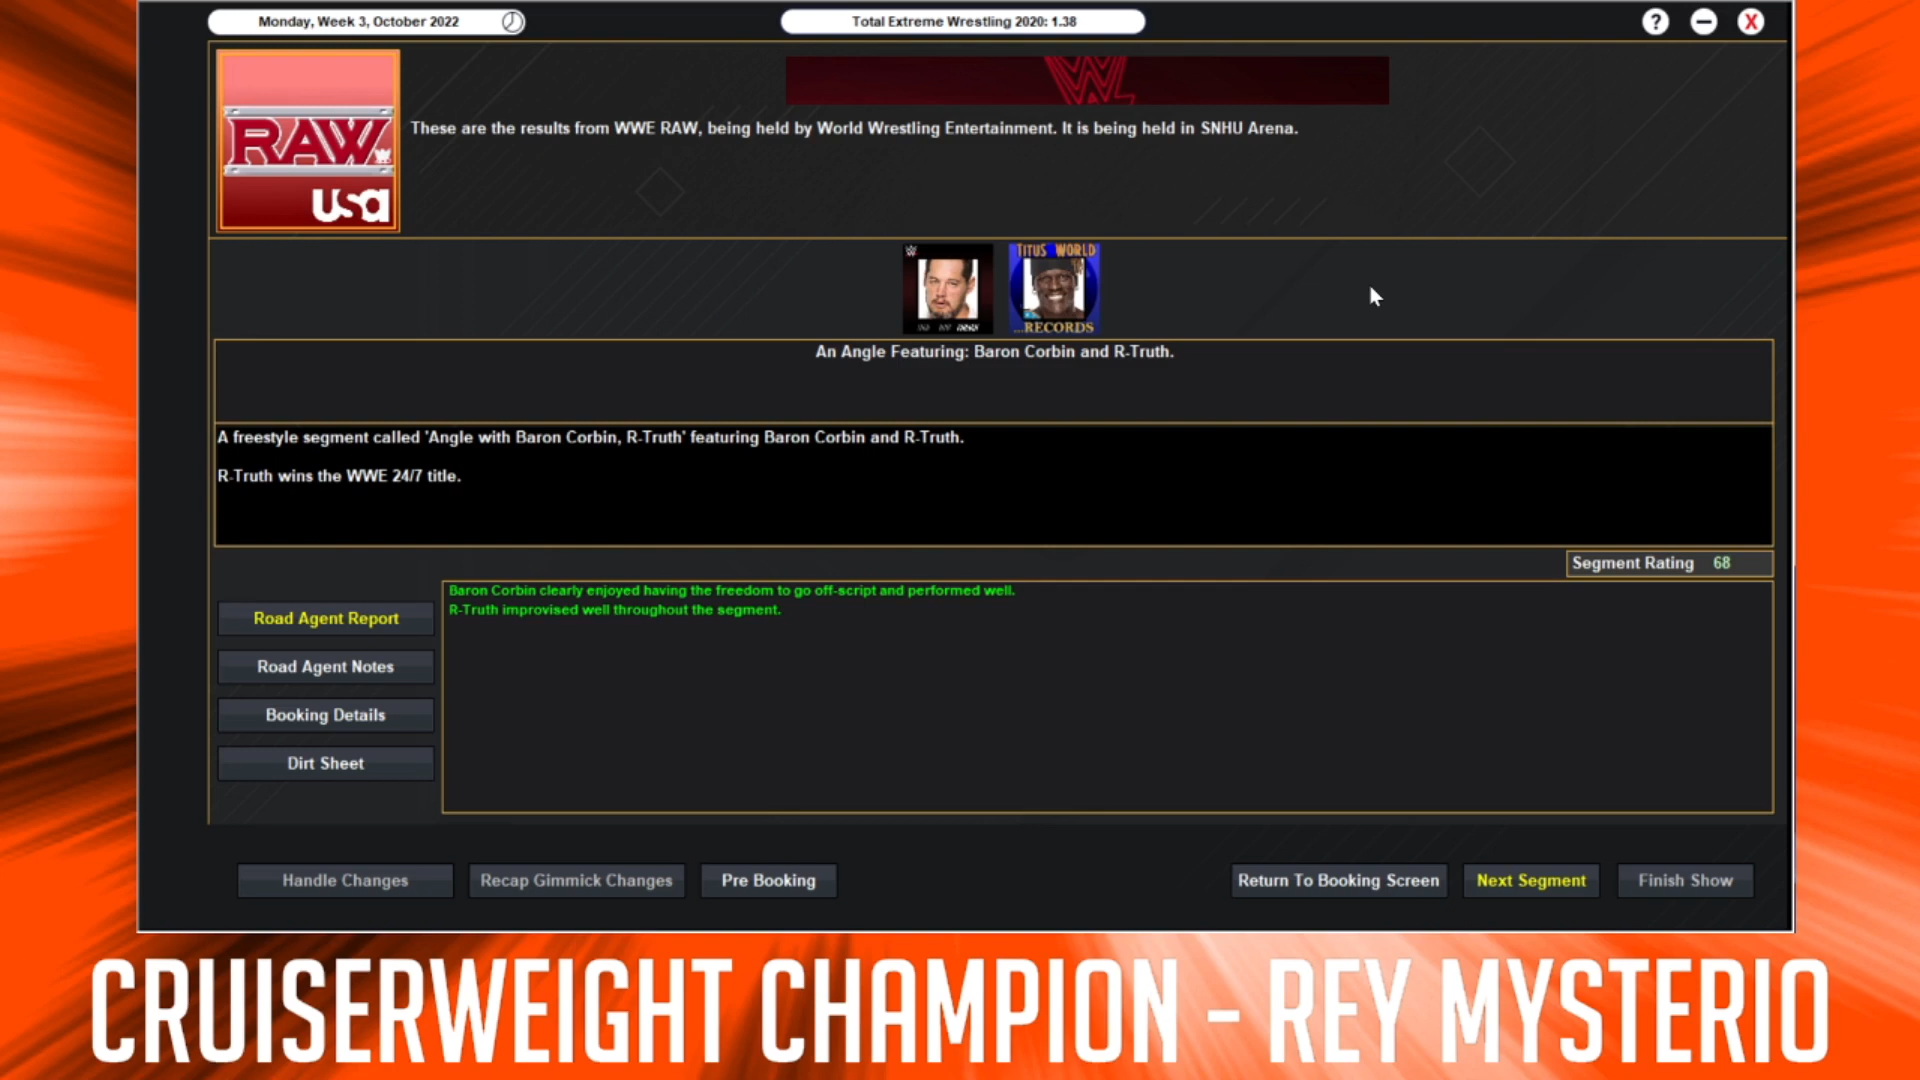 Monday, Week 3, October 2022
Total Extreme Wrestling 2020: 1.38
?
X
RAW
usa
These are the results from WWE RAW, being held by World Wrestling Entertainment. It is being held in SNHU Arena.
TITUS WORLD
...RECORDS
An Angle Featuring: Baron Corbin and R-Truth.
A freestyle segment called 'Angle with Baron Corbin, R-Truth' featuring Baron Corbin and R-Truth.
R-Truth wins the WWE 24/7 title.
Segment Rating 68
Baron Corbin clearly enjoyed having the freedom to go off-script and performed well.
R-Truth improvised well throughout the segment.
Road Agent Report
Road Agent Notes
Booking Details
Dirt Sheet
Handle Changes
Recap Gimmick Changes
Pre Booking
Return To Booking Screen
Next Segment
Finish Show
CRUISERWEIGHT CHAMPION - REY MYSTERIO